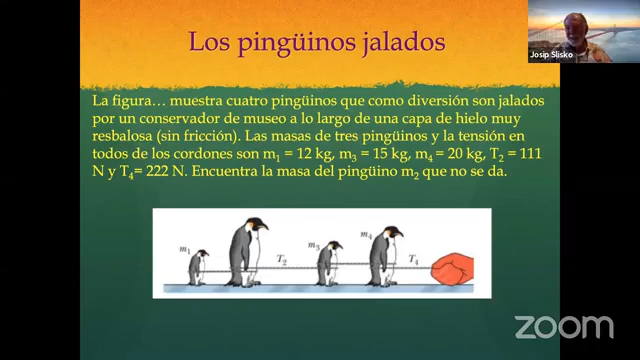 Los pingüinos jalados
Josip Slisko
La figura… muestra cuatro pingüinos que como diversión son jalados
por un conservador de museo a lo largo de una capa de hielo muy
resbalosa (sin fricción). Las masas de tres pingüinos y la tensión en
todos de los cordones son m₁ = 12 kg, m₃ = 15 kg, m₄ = 20 kg, T₂ = 111
N y T₄= 222 N. Encuentra la masa del pingüino m₂ que no se da.
m₁
T₂
m₃
m₄
T₄
zoom